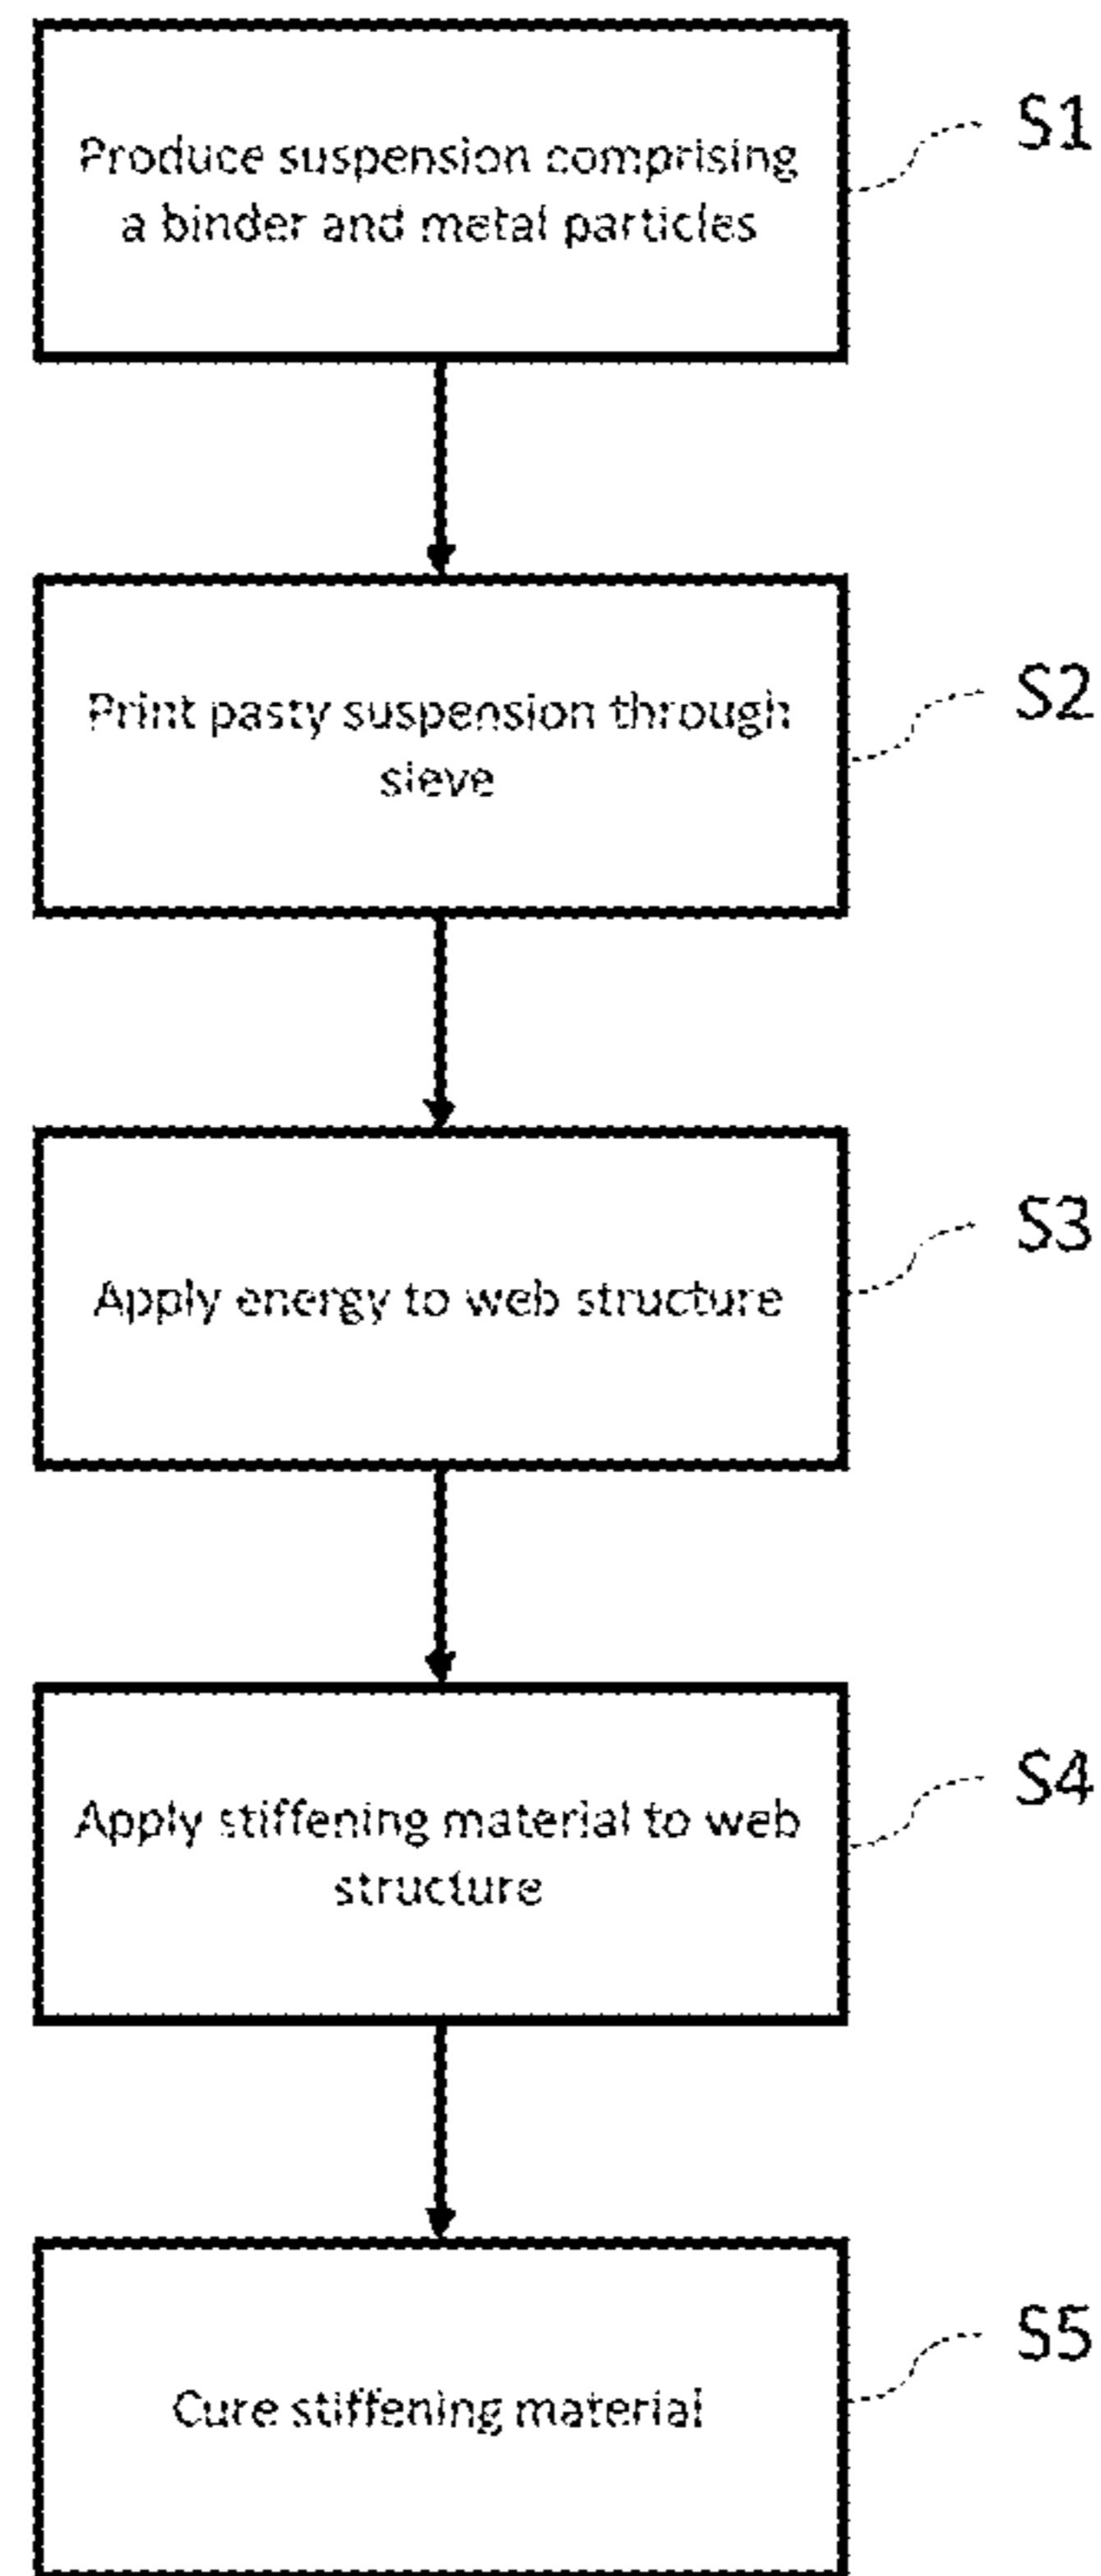 Produce suspension comprising
a binder and metal particles
S1
Print pasty suspension through
sieve
S2
Apply energy to web structure
S3
Apply stiffening material to web
structure
S4
Cure stiffening material
S5